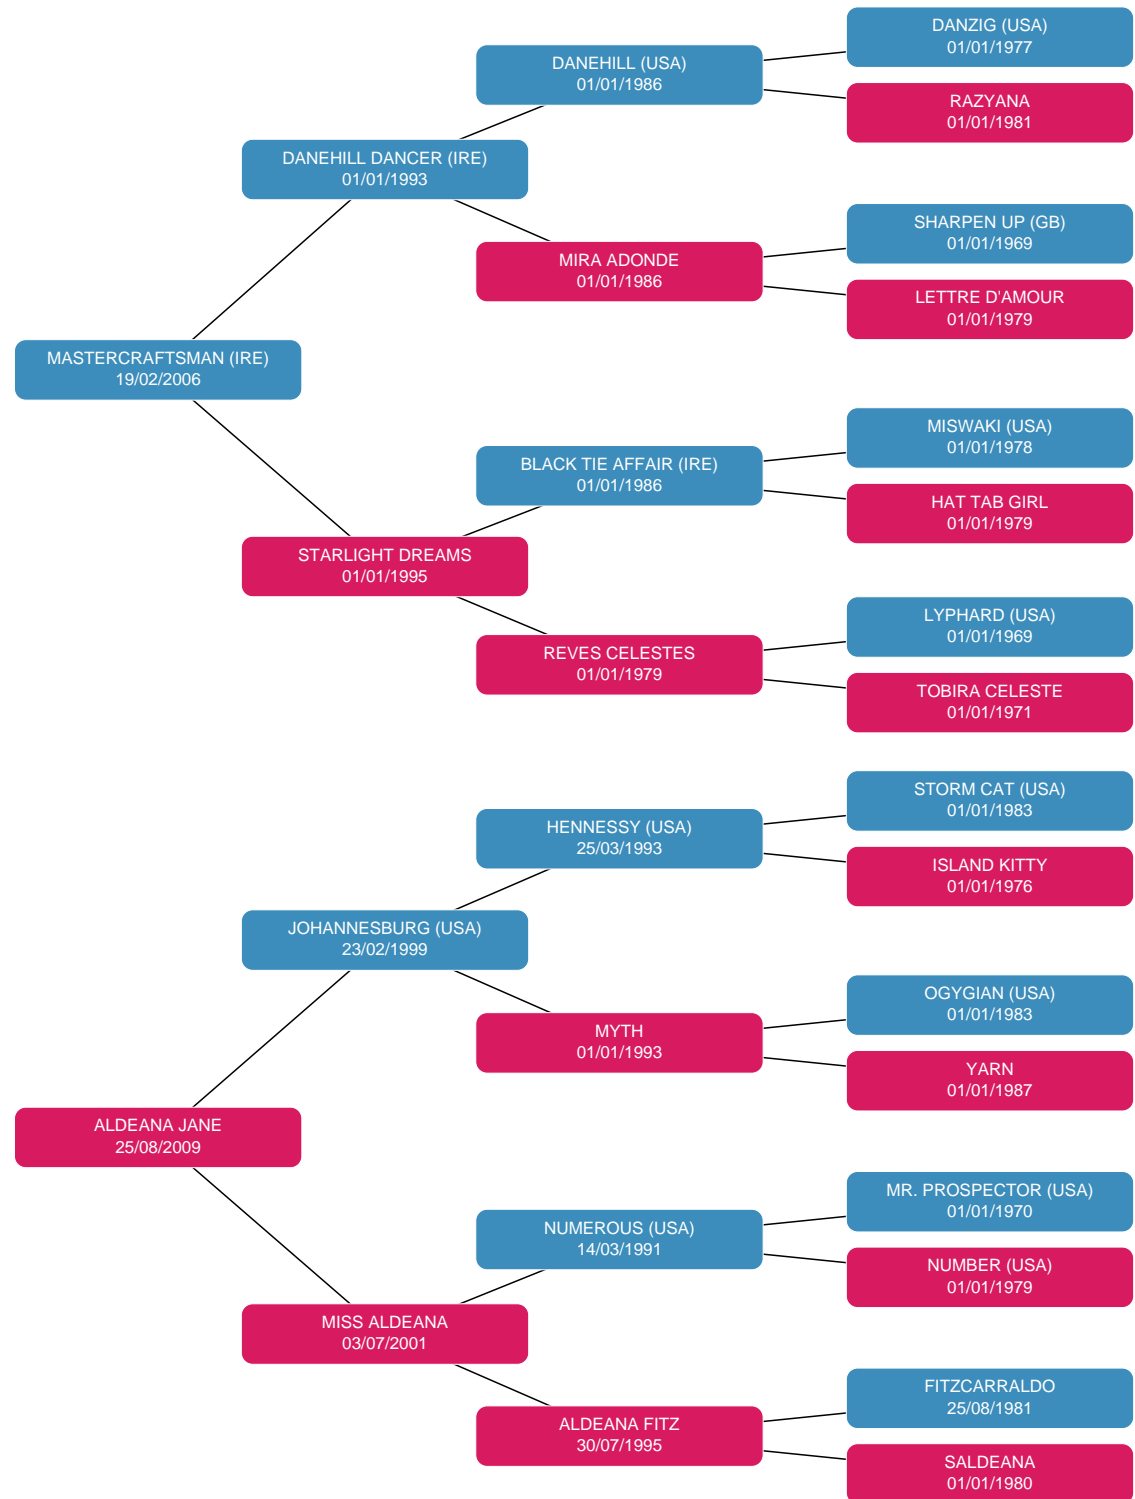 DANZIG (USA)
01/01/1977
DANEHILL (USA)
01/01/1986
RAZYANA
01/01/1981
DANEHILL DANCER (IRE)
01/01/1993
SHARPEN UP (GB)
01/01/1969
MIRA ADONDE
01/01/1986
LETTRE D'AMOUR
01/01/1979
MASTERCRAFTSMAN (IRE)
19/02/2006
MISWAKI (USA)
01/01/1978
BLACK TIE AFFAIR (IRE)
01/01/1986
HAT TAB GIRL
01/01/1979
STARLIGHT DREAMS
01/01/1995
LYPHARD (USA)
01/01/1969
REVES CELESTES
01/01/1979
TOBIRA CELESTE
01/01/1971
STORM CAT (USA)
01/01/1983
HENNESSY (USA)
25/03/1993
ISLAND KITTY
01/01/1976
JOHANNESBURG (USA)
23/02/1999
OGYGIAN (USA)
01/01/1983
MYTH
01/01/1993
YARN
01/01/1987
ALDEANA JANE
25/08/2009
MR. PROSPECTOR (USA)
01/01/1970
NUMEROUS (USA)
14/03/1991
NUMBER (USA)
01/01/1979
MISS ALDEANA
03/07/2001
FITZCARRALDO
25/08/1981
ALDEANA FITZ
30/07/1995
SALDEANA
01/01/1980